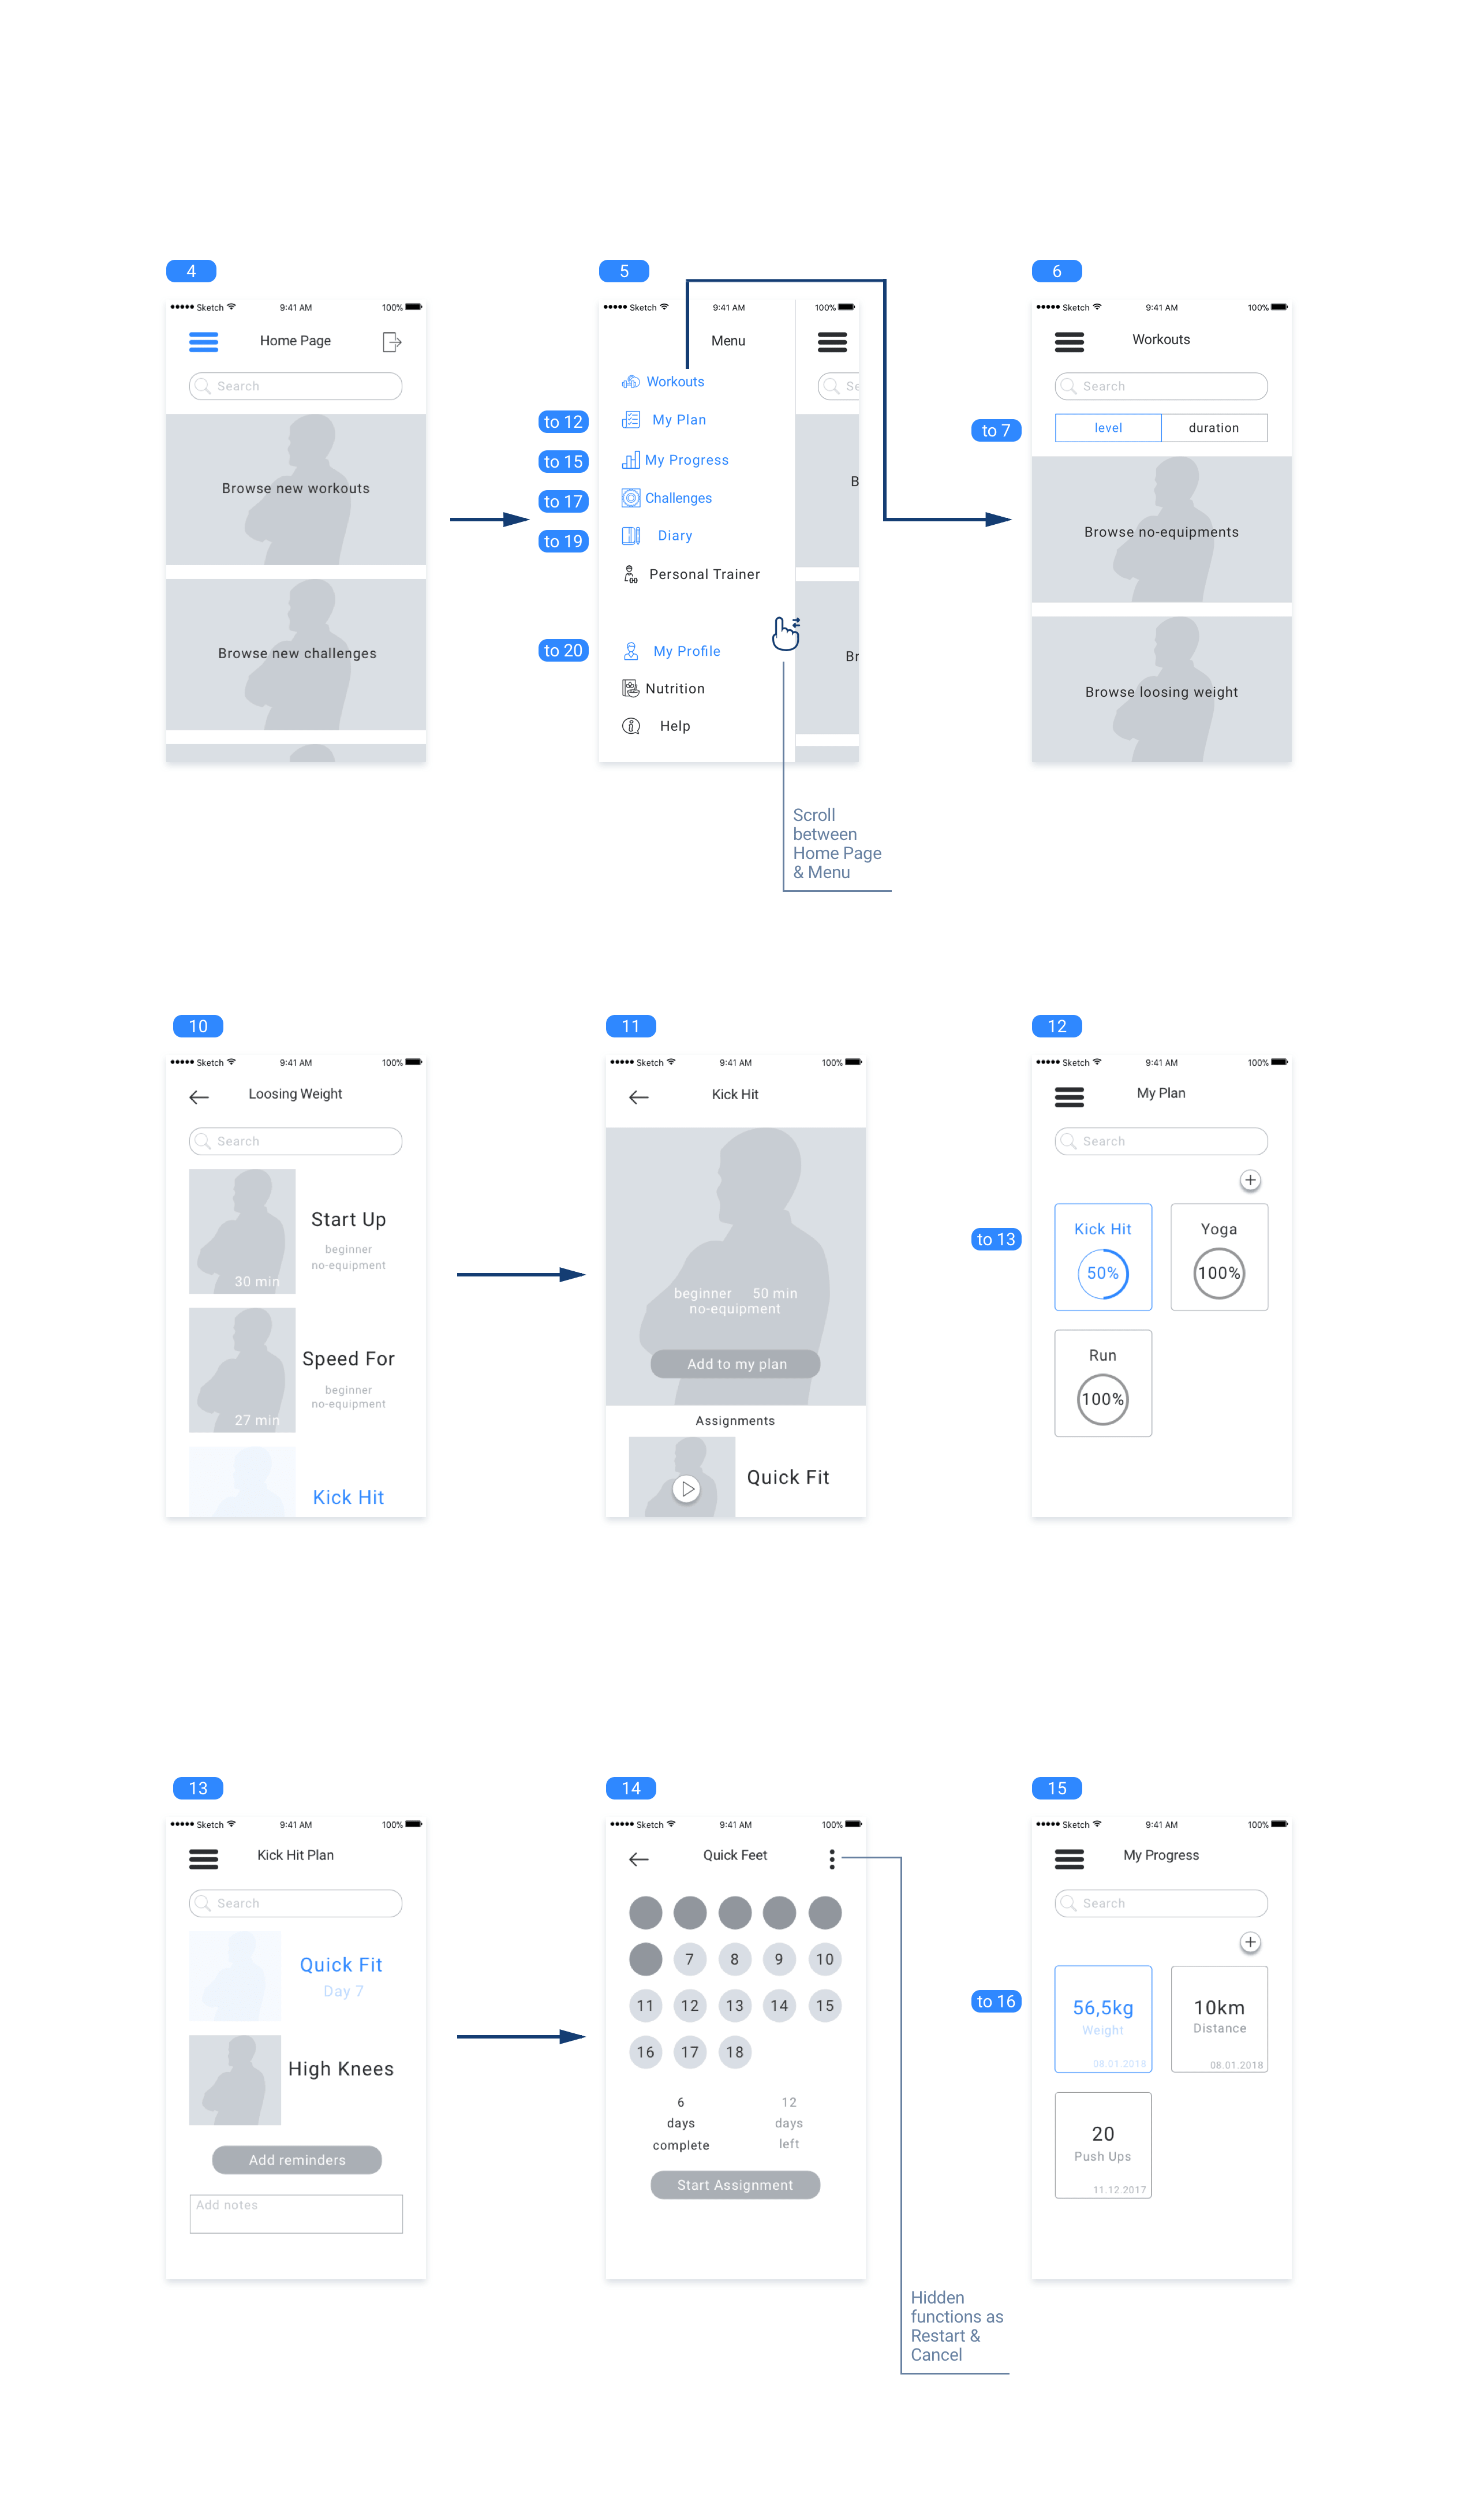 4
Sketch 9:41 AM 100%
Home Page
Search
Browse new workouts
Browse new challenges
5
Sketch 9:41 AM 100%
Menu
Se
Workouts
to 12
My Plan
to 15
My Progress
B
to 17
Challenges
to 19
Diary
Personal Trainer
to 20
My Profile
Br
Nutrition
Help
Scroll
between
Home Page
& Menu
6
Sketch 9:41 AM 100%
Workouts
Search
to 7
level duration
Browse no-equipments
Browse loosing weight
10
Sketch 9:41 AM 100%
Loosing Weight
Search
Start Up
beginner
no-equipment
30 min
Speed For
beginner
no-equipment
27 min
Kick Hit
11
Sketch 9:41 AM 100%
Kick Hit
beginner 50 min
no-equipment
Add to my plan
Assignments
Quick Fit
12
Sketch 9:41 AM 100%
My Plan
Search
to 13
Kick Hit Yoga
50% 100%
Run
100%
13
Sketch 9:41 AM 100%
Kick Hit Plan
Search
Quick Fit
Day 7
High Knees
Add reminders
Add notes
14
Sketch 9:41 AM 100%
Quick Feet
7 8 9 10
11 12 13 14 15
16 17 18
6
days
complete
12
days
left
Start Assignment
Hidden
functions as
Restart &
Cancel
15
Sketch 9:41 AM 100%
My Progress
Search
to 16
56,5kg
Weight
08.01.2018
10km
Distance
08.01.2018
20
Push Ups
11.12.2017